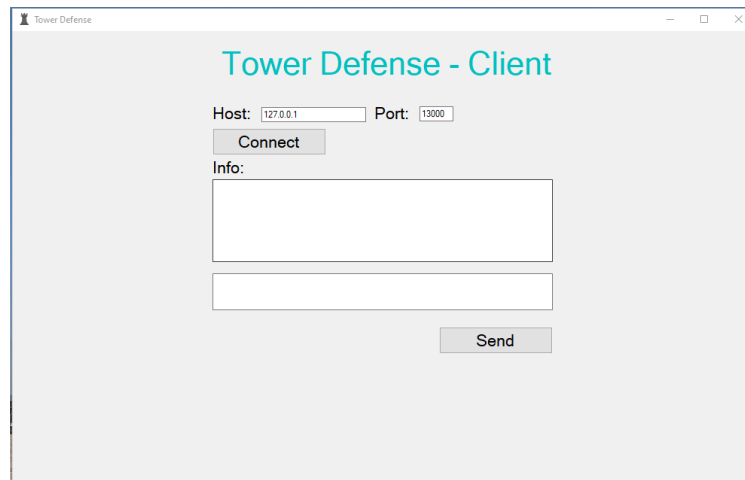 Tower Defense
Tower Defense - Client
Host: 127.0.0.1 Port: 13000
Connect
Info:
Send